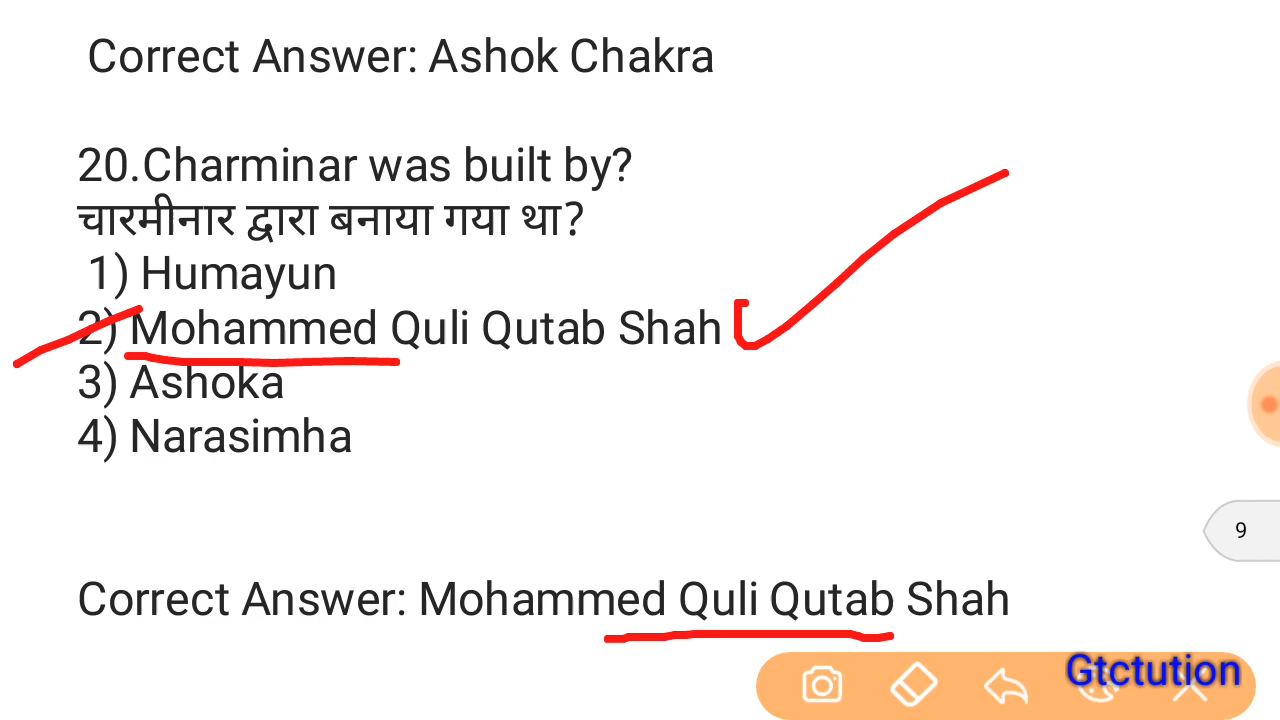 Correct Answer: Ashok Chakra
20.Charminar was built by?
चारमीनार द्वारा बनाया गया था?
1) Humayun
2) Mohammed Quli Qutab Shah
3) Ashoka
4) Narasimha
9
Correct Answer: Mohammed Quli Qutab Shah
Gtctution